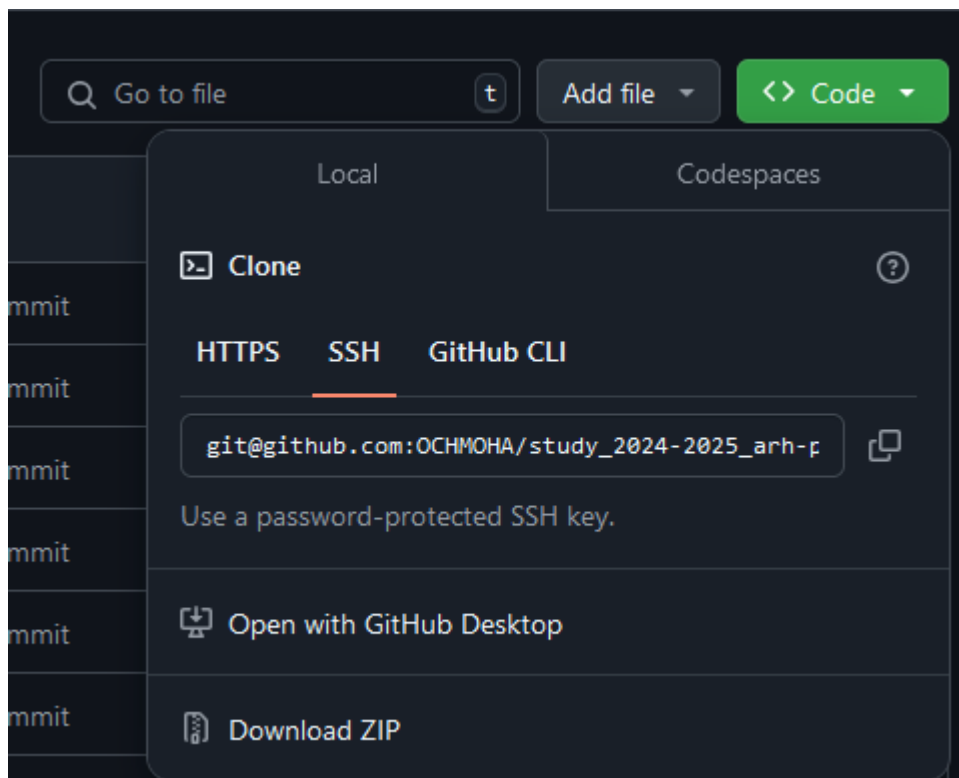 Go to file t Add file Code
Local Codespaces
Clone
mmit
HTTPS SSH GitHub CLI
mmit
git@github.com:OCHMOHA/study_2024-2025_arh-p
mmit
Use a password-protected SSH key.
mmit
Open with GitHub Desktop
mmit
Download ZIP
mmit